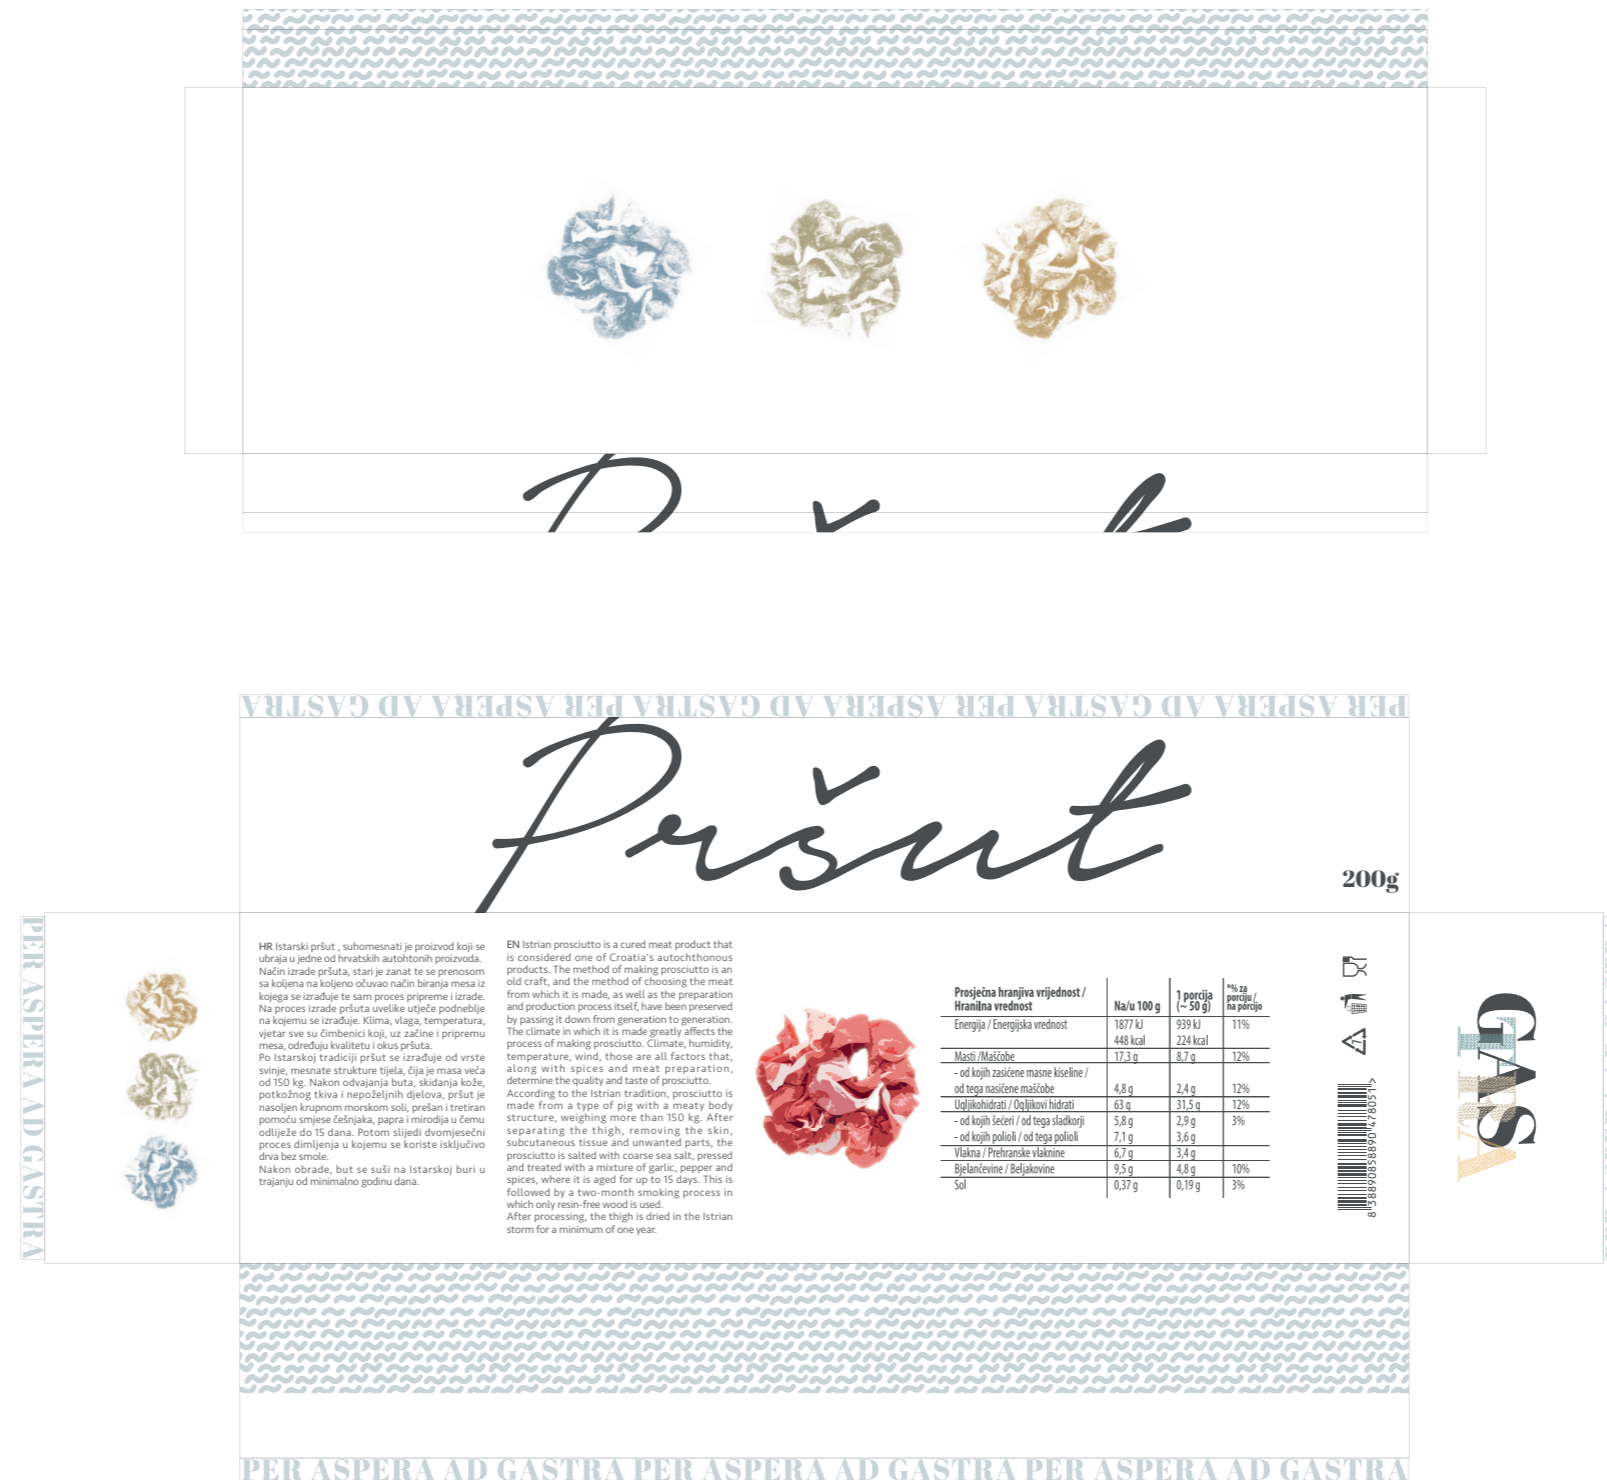 Pršut
PER ASPERA AD GASTRA PER ASPERA AD GASTRA PER ASPERA AD GASTRA
Pršut
200g
PER ASPERA AD GASTRA
HR Istarski pršut , suhomesnati je proizvod koji se
ubraja u jedne od hrvatskih autohtonih proizvoda.
Način izrade pršuta, stari je zanat te se prenosom
sa koljena na koljeno očuvao način biranja mesa iz
kojega se izrađuje te sam proces pripreme i izrade.
Na proces izrade pršuta uvelike utječe podneblje
na kojemu se izrađuje. Klima, vlaga, temperatura,
vjetar sve su čimbenici koji, uz začine i pripremu
mesa, određuju kvalitetu i okus pršuta.
Po Istarskoj tradiciji pršut se izrađuje od vrste
svinje, mesnate strukture tijela, čija je masa veća
od 150 kg. Nakon odvajanja buta, skidanja kože,
potkožnog tkiva i nepoželjnih djelova, pršut je
nasoljen krupnom morskom soli, prešan i tretiran
pomoću smjese češnjaka, papra i mirodija u čemu
odliježe do 15 dana. Potom slijedi dvomjesečni
proces dimljenja u kojemu se koriste isključivo
drva bez smole.
Nakon obrade, but se suši na Istarskoj buri u
trajanju od minimalno godinu dana.
EN Istrian prosciutto is a cured meat product that
is considered one of Croatia's autochthonous
products. The method of making prosciutto is an
old craft, and the method of choosing the meat
from which it is made, as well as the preparation
and production process itself, have been preserved
by passing it down from generation to generation.
The climate in which it is made greatly affects the
process of making prosciutto. Climate, humidity,
temperature, wind, those are all factors that,
along with spices and meat preparation,
determine the quality and taste of prosciutto.
According to the Istrian tradition, prosciutto is
made from a type of pig with a meaty body
structure, weighing more than 150 kg. After
separating the thigh, removing the skin,
subcutaneous tissue and unwanted parts, the
prosciutto is salted with coarse sea salt, pressed
and treated with a mixture of garlic, pepper and
spices, where it is aged for up to 15 days. This is
followed by a two-month smoking process in
which only resin-free wood is used.
After processing, the thigh is dried in the Istrian
storm for a minimum of one year.
Prosječna hranjiva vrijednost /
Hranilna vrednost
Na/u 100 g
1 porcija
(~ 50 g)
*% za
porciju /
na porcijo
Energija / Energijska vrednost 1877 kJ 939 kJ 11%
448 kcal 224 kcal
Masti /Maščobe 17,3 g 8,7 g 12%
- od kojih zasićene masne kiseline /
od tega nasičene maščobe 4,8 g 2,4 g 12%
Ugljikohidrati / Ogljikovi hidrati 63 g 31,5 g 12%
- od kojih šećeri / od tega sladkorji 5,8 g 2,9 g 3%
- od kojih polioli / od tega polioli 7,1 g 3,6 g
Vlakna / Prehranske vlaknine 6,7 g 3,4 g
Bjelančevine / Beljakovine 9,5 g 4,8 g 10%
Sol 0,37 g 0,19 g 3%
8 388908 588904 78051 >
GAS
TRA
PER ASPERA AD GASTRA PER ASPERA AD GASTRA PER ASPERA AD GASTRA